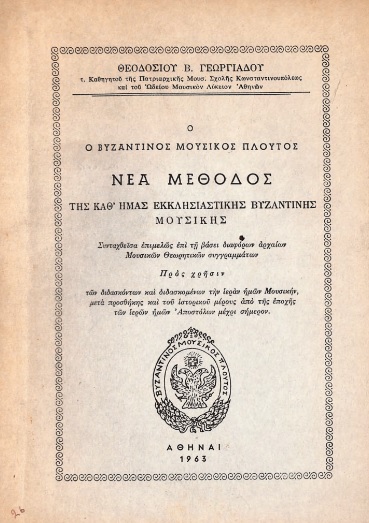 ΘΕΟΔΟΣΙΟΥ Β. ΓΕΩΡΓΙΑΔΟΥ
τ. Καθηγητοῦ τῆς Πατριαρχικῆς Μουσ. Σχολῆς Κωνσταντινουπόλεως
καὶ τοῦ Ὠδείου Μουσικὸν Λύκειον Ἀθηνῶν
Ο
Ο ΒΥΖΑΝΤΙΝΟΣ ΜΟΥΣΙΚΟΣ ΠΛΟΥΤΟΣ
ΝΕΑ ΜΕΘΟΔΟΣ
ΤΗΣ ΚΑΘ' ΗΜΑΣ ΕΚΚΛΗΣΙΑΣΤΙΚΗΣ ΒΥΖΑΝΤΙΝΗΣ
ΜΟΥΣΙΚΗΣ
Συνταχθεῖσα ἐπιμελῶς ἐπὶ τῇ βάσει διαφόρων ἀρχαίων
Μουσικῶν Θεωρητικῶν συγγραμμάτων
Πρὸς χρῆσιν
τῶν διδασκόντων καὶ διδασκομένων τὴν ἱερὰν ἡμῶν Μουσικήν,
μετὰ προσθήκης καὶ τοῦ ἱστορικοῦ μέρους ἀπὸ τῆς ἐποχῆς
τῶν ἱερῶν ἡμῶν Ἀποστόλων μέχρι σήμερον.
ΒΥΖΑΝΤΙΝΟΣ ΜΟΥΣΙΚΟΣ ΠΛΟΥΤΟΣ
ΑΘΗΝΑΙ
1963
26